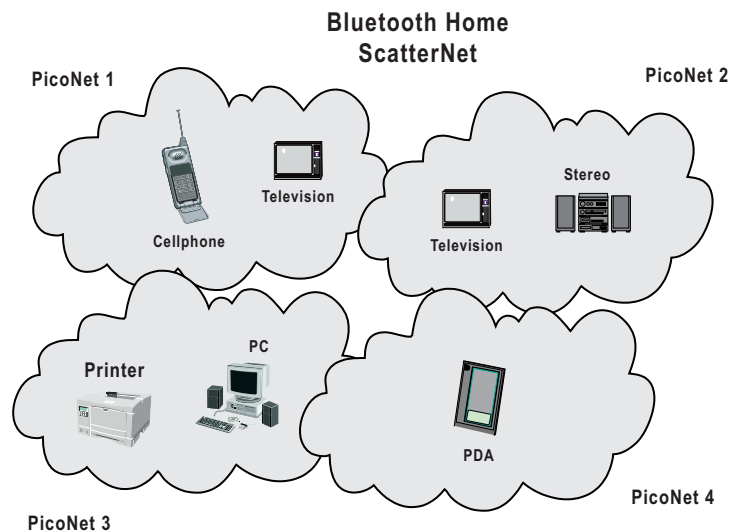 Bluetooth Home
ScatterNet
PicoNet 1
PicoNet 2
Television
Cellphone
Stereo
Television
Printer
PC
PDA
PicoNet 3
PicoNet 4